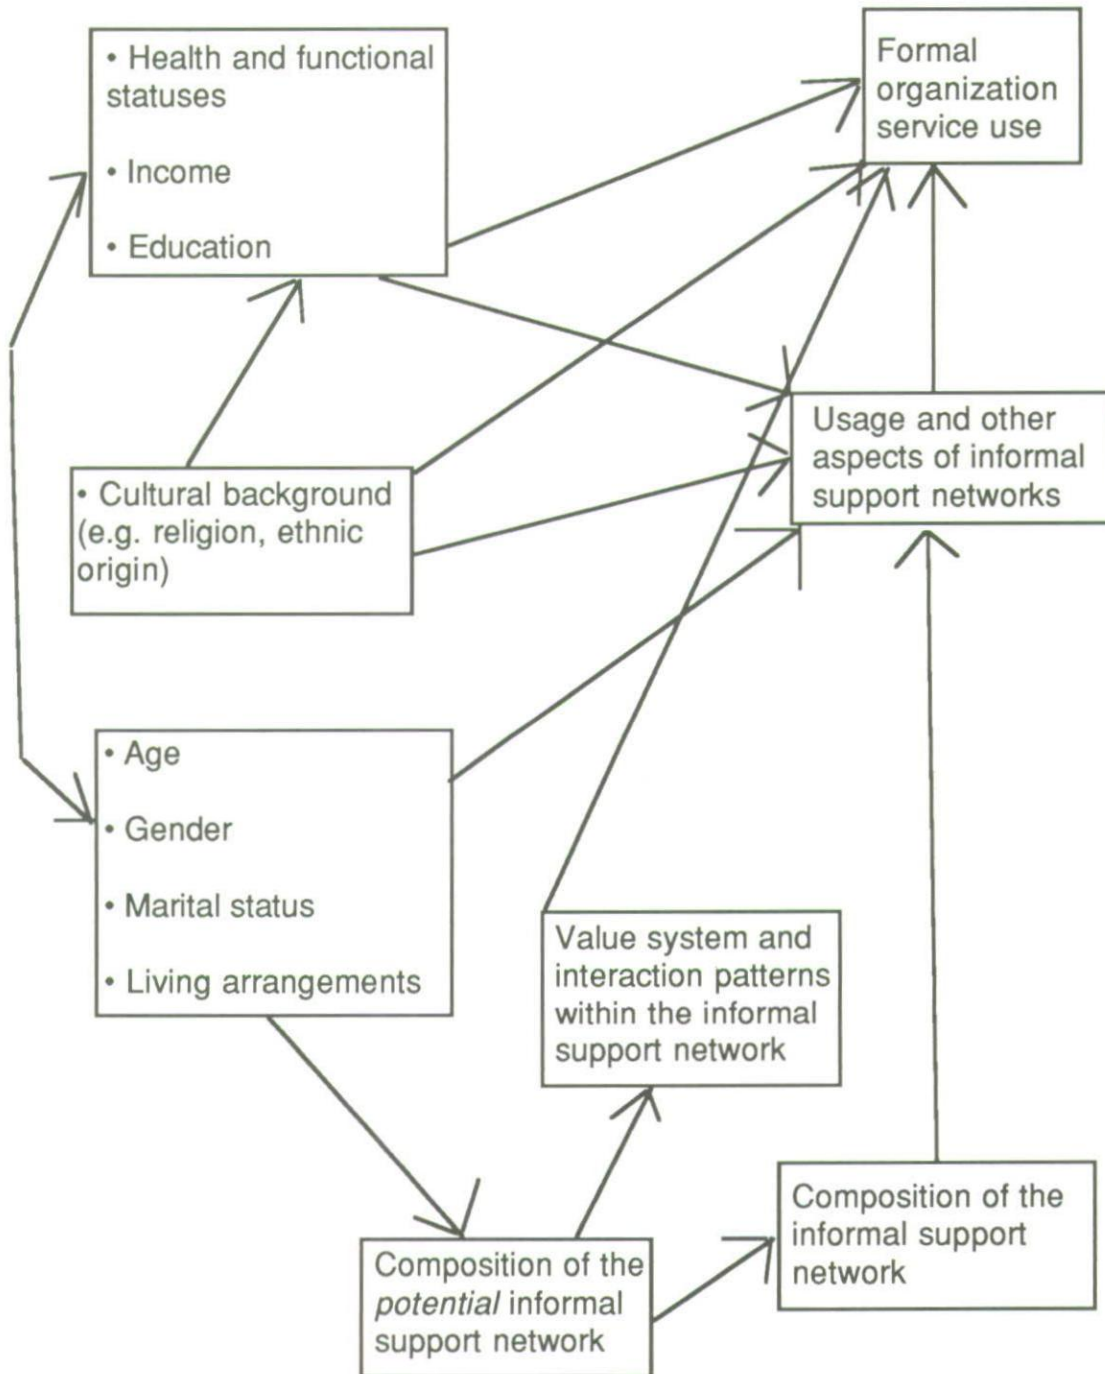 • Health and functional
statuses
• Income
• Education
Formal
organization
service use
Usage and other
aspects of informal
support networks
• Cultural background
(e.g. religion, ethnic
origin)
• Age
• Gender
• Marital status
• Living arrangements
Value system and
interaction patterns
within the informal
support network
Composition of the
informal support
network
Composition of the
potential informal
support network